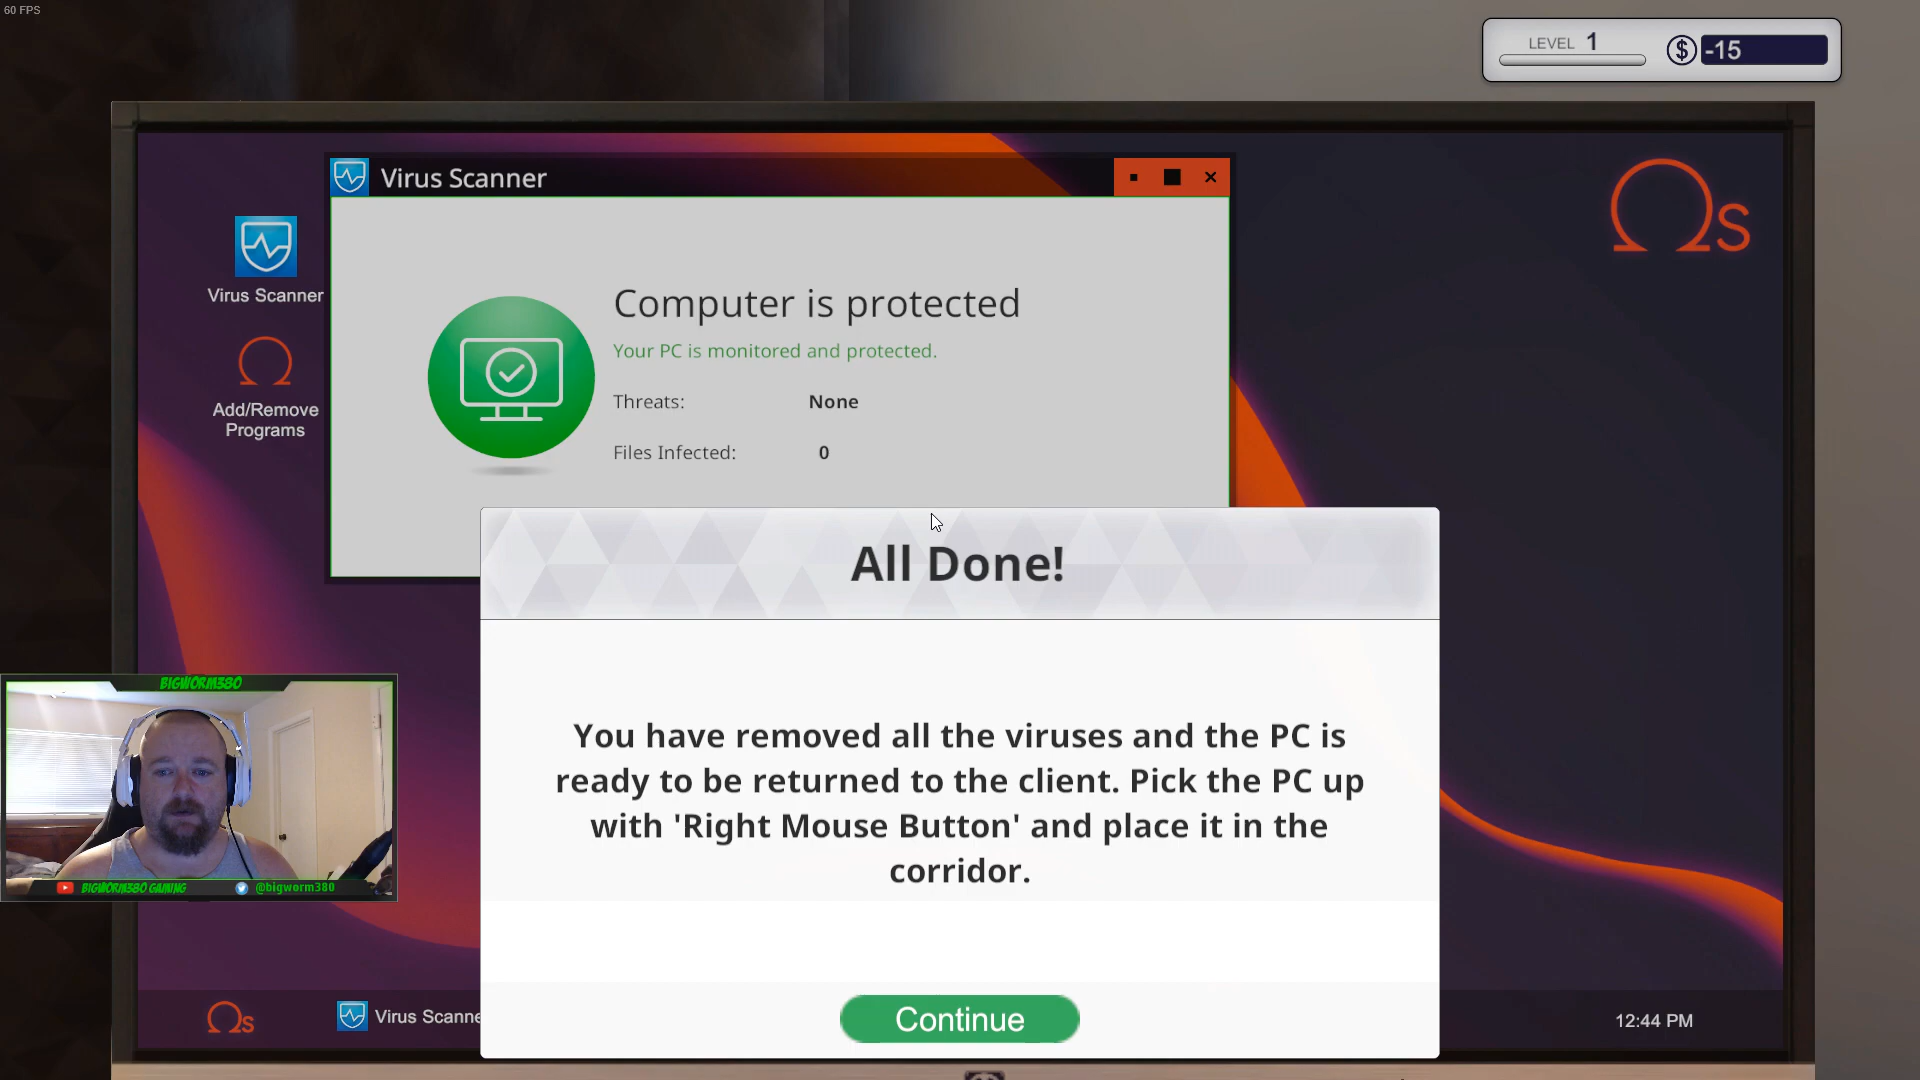 60 FPS
LEVEL 1
$ -15
Virus Scanner
Virus Scanner
Computer is protected
Your PC is monitored and protected.
Threats: None
Files Infected: 0
Add/Remove
Programs
Ωs
All Done!
You have removed all the viruses and the PC is
ready to be returned to the client. Pick the PC up
with 'Right Mouse Button' and place it in the
corridor.
Continue
BIGWORM380
BIGWORM380 GAMING
@bigworm380
Ωs
Virus Scanne
12:44 PM